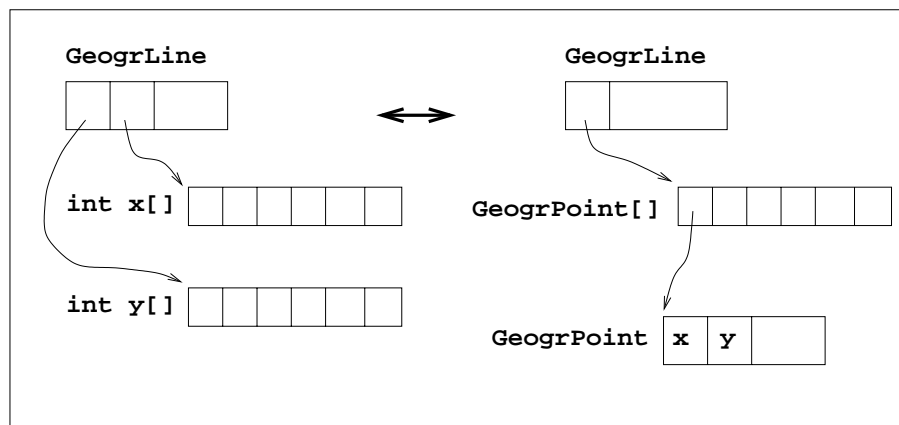 GeogrLine
int x[]
int y[]
GeogrLine
GeogrPoint[]
GeogrPoint x y